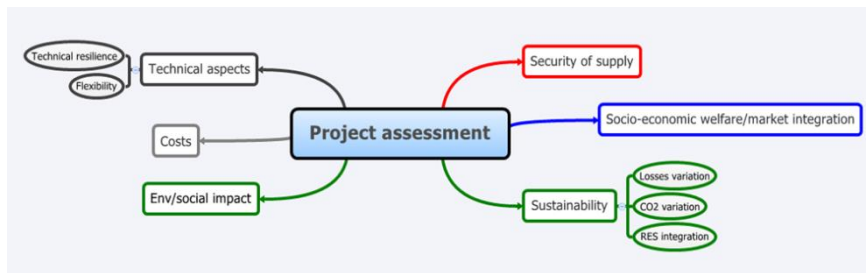 Technical resilience
Flexibility
Technical aspects
Costs
Env/social impact
Project assessment
Security of supply
Socio-economic welfare/market integration
Sustainability
Losses variation
CO2 variation
RES integration